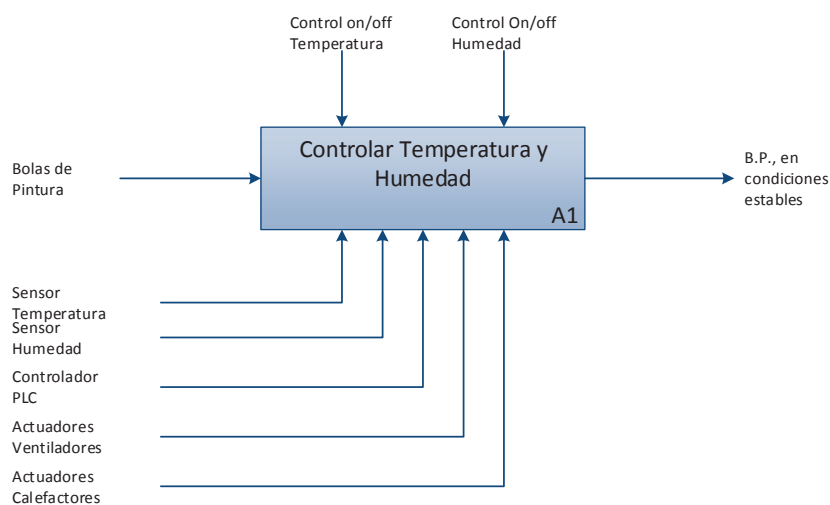 Control on/off
Temperatura
Control On/off
Humedad
Controlar Temperatura y
Humedad
A1
Bolas de
Pintura
B.P., en
condiciones
estables
Sensor
Temperatura
Sensor
Humedad
Controlador
PLC
Actuadores
Ventiladores
Actuadores
Calefactores